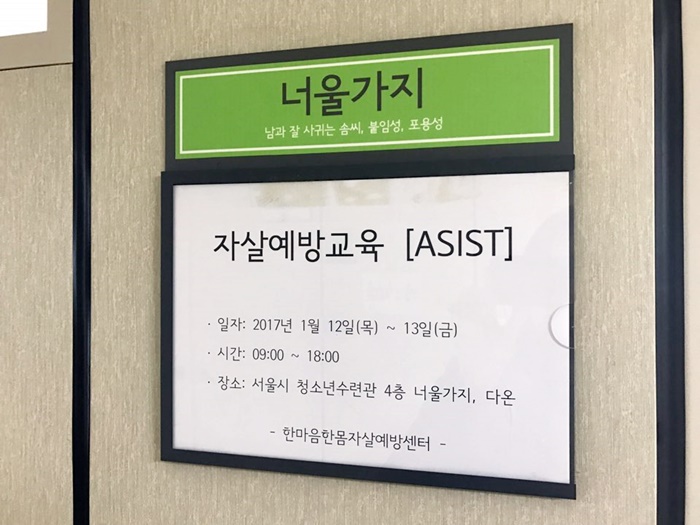 너울가지
남과 잘 사귀는 솜씨, 붙임성, 포용성
자살예방교육 [ASIST]
· 일자: 2017년 1월 12일(목) ~ 13일(금)
· 시간: 09:00 ~ 18:00
· 장소: 서울시 청소년수련관 4층 너울가지, 다온
- 한마음한몸자살예방센터 -